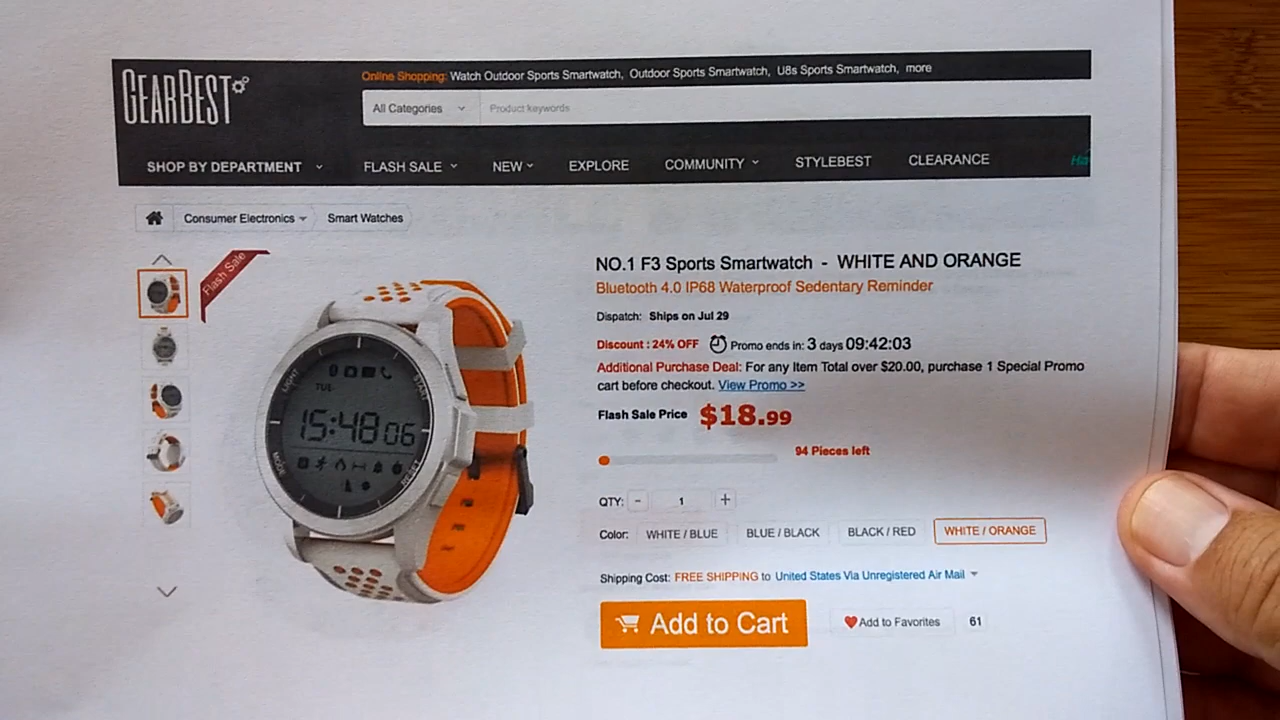 GEARBEST
Online Shopping: Watch Outdoor Sports Smartwatch, Outdoor Sports Smartwatch, U8s Sports Smartwatch, more
All Categories Product keywords
SHOP BY DEPARTMENT FLASH SALE NEW EXPLORE COMMUNITY STYLEBEST CLEARANCE
Consumer Electronics Smart Watches
Flash Sale
NO.1 F3 Sports Smartwatch - WHITE AND ORANGE
Bluetooth 4.0 IP68 Waterproof Sedentary Reminder
Dispatch: Ships on Jul 29
Discount : 24% OFF Promo ends in: 3 days 09:42:03
Additional Purchase Deal: For any Item Total over $20.00, purchase 1 Special Promo
cart before checkout. View Promo >>
Flash Sale Price $18.99
94 Pieces left
QTY: - 1 +
Color: WHITE / BLUE BLUE / BLACK BLACK / RED WHITE / ORANGE
Shipping Cost: FREE SHIPPING to United States Via Unregistered Air Mail
Add to Cart Add to Favorites 61
LIGHT
START
TUE
15:48 06
MODE
RESET